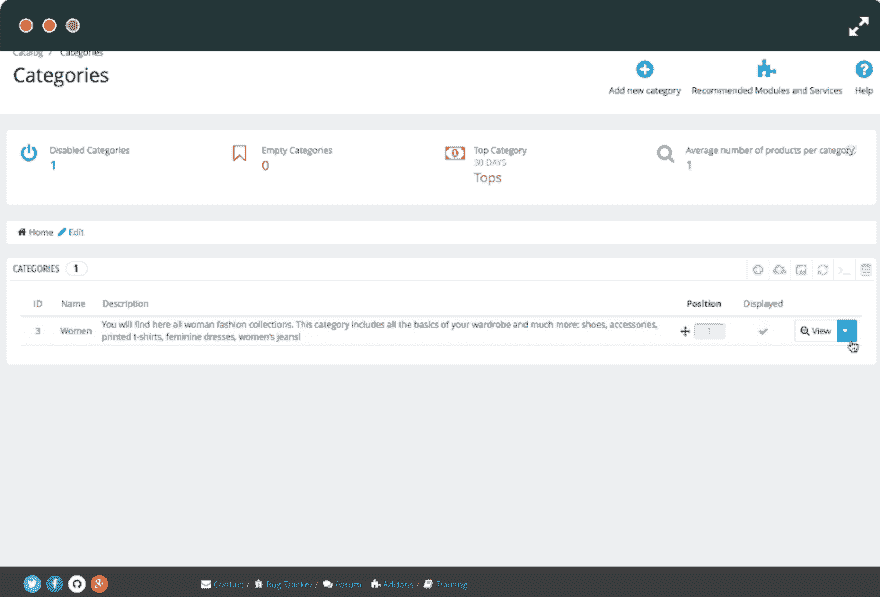 Catalog / Categories
Categories
Add new category
Recommended Modules and Services
Help
Disabled Categories
1
Empty Categories
0
Top Category
30 DAYS
Tops
Average number of products per category
1
Home Edit
CATEGORIES 1
ID Name Description Position Displayed
3 Women You will find here all woman fashion collections. This category includes all the basics of your wardrobe and much more: shoes, accessories, 1 View
printed t-shirts, feminine dresses, women's jeans!
Contact / Bug Tracker / Forum / Addons / Training